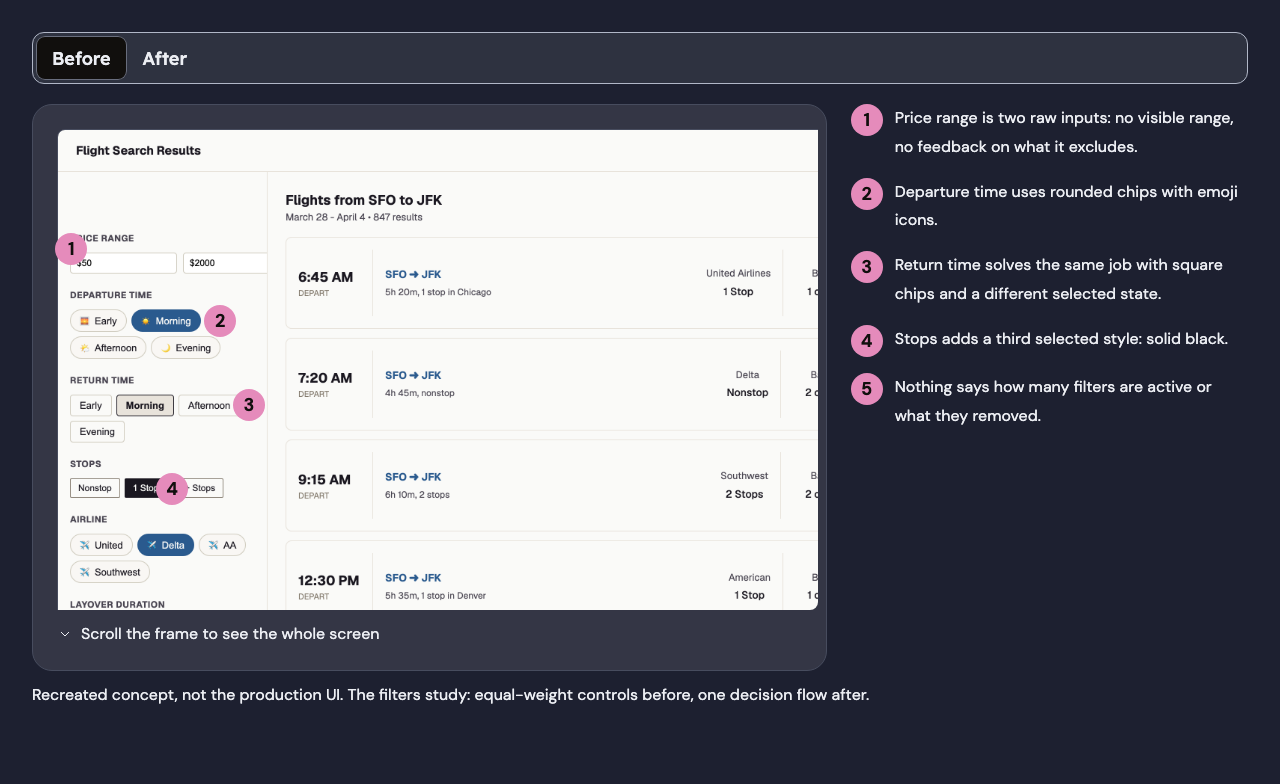 Before After
Flight Search Results
Flights from SFO to JFK
March 28 - April 4 • 847 results
1
ICE RANGE
$50 $2000
DEPARTURE TIME
Early Morning 2
Afternoon Evening
RETURN TIME
Early Morning Afternoon 3
Evening
STOPS
Nonstop 1 Stop 4 Stops
AIRLINE
United Delta AA
Southwest
LAYOVER DURATION
6:45 AM
DEPART
SFO → JFK
5h 20m, 1 stop in Chicago
United Airlines
1 Stop
7:20 AM
DEPART
SFO → JFK
4h 45m, nonstop
Delta
Nonstop
9:15 AM
DEPART
SFO → JFK
6h 10m, 2 stops
Southwest
2 Stops
12:30 PM
DEPART
SFO → JFK
5h 35m, 1 stop in Denver
American
1 Stop
Scroll the frame to see the whole screen
1 Price range is two raw inputs: no visible range,
no feedback on what it excludes.
2 Departure time uses rounded chips with emoji
icons.
3 Return time solves the same job with square
chips and a different selected state.
4 Stops adds a third selected style: solid black.
5 Nothing says how many filters are active or
what they removed.
Recreated concept, not the production UI. The filters study: equal-weight controls before, one decision flow after.